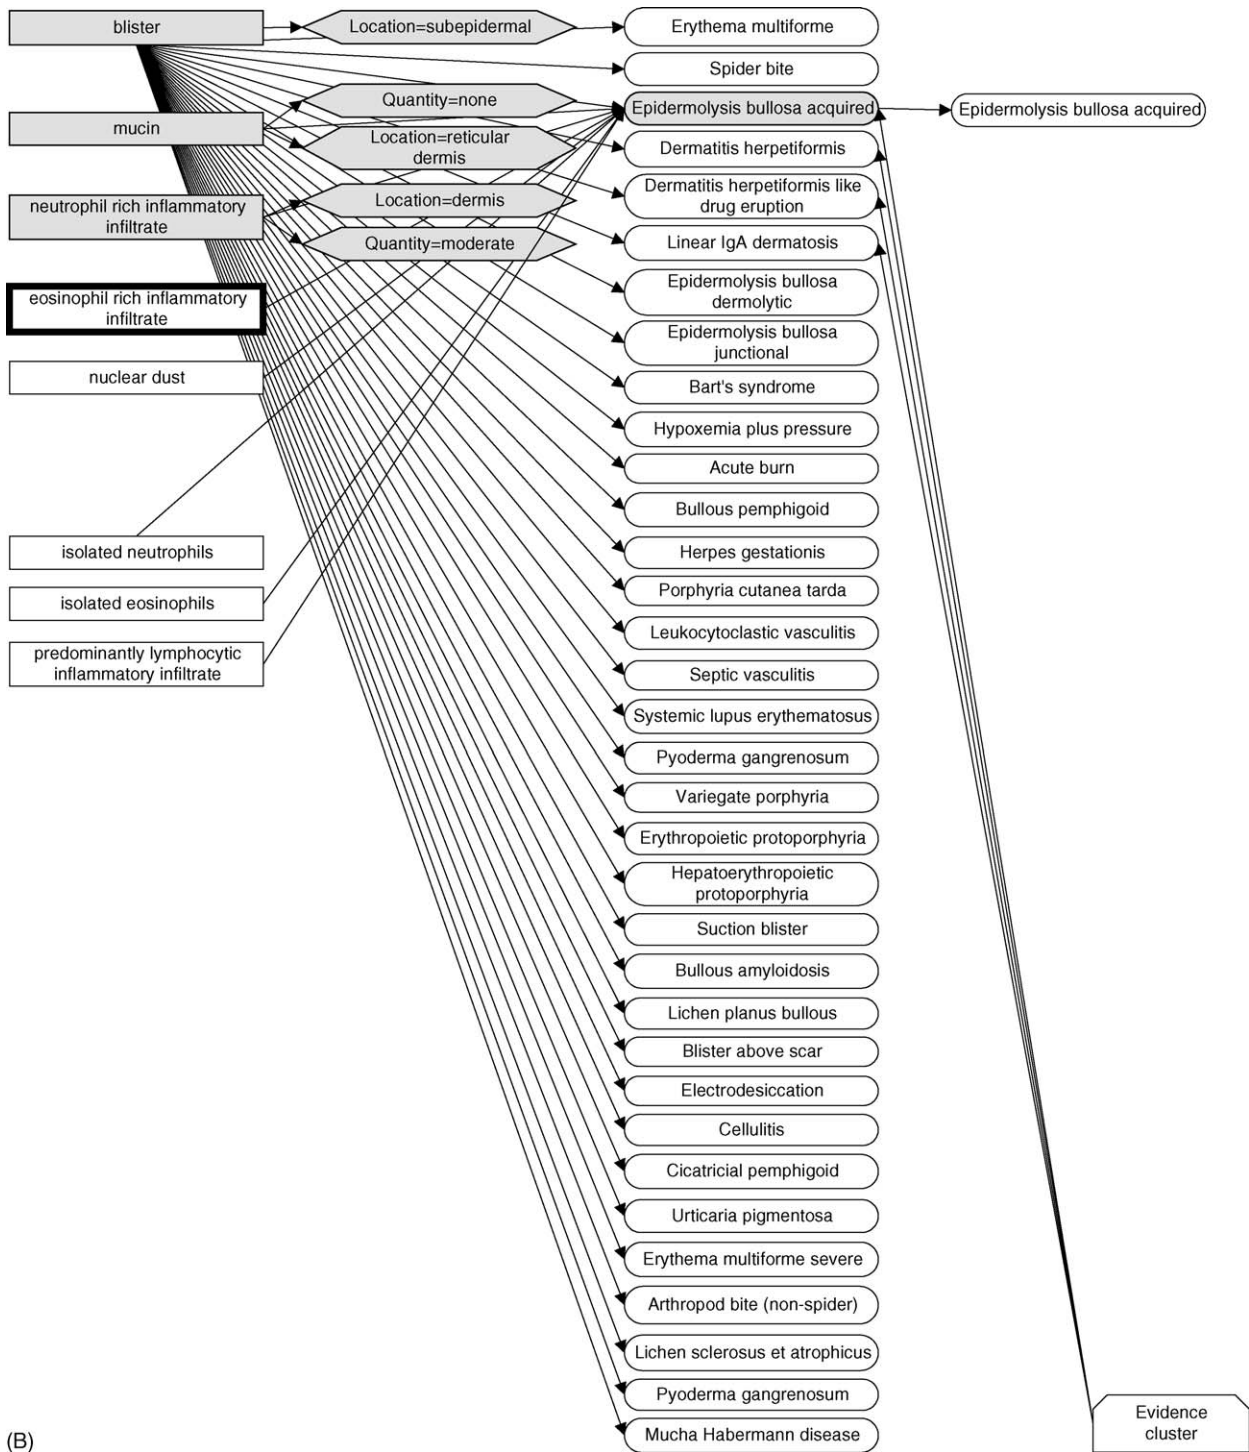 blister
Location=subepidermal
Erythema multiforme
Spider bite
mucin
Quantity=none
Location=reticular
dermis
Epidermolysis bullosa acquired
Epidermolysis bullosa acquired
Dermatitis herpetiformis
neutrophil rich inflammatory
infiltrate
Location=dermis
Quantity=moderate
Dermatitis herpetiformis like
drug eruption
Linear IgA dermatosis
eosinophil rich inflammatory
infiltrate
Epidermolysis bullosa
dermolytic
Epidermolysis bullosa
junctional
nuclear dust
Bart's syndrome
Hypoxemia plus pressure
Acute burn
Bullous pemphigoid
isolated neutrophils
Herpes gestationis
isolated eosinophils
Porphyria cutanea tarda
predominantly lymphocytic
inflammatory infiltrate
Leukocytoclastic vasculitis
Septic vasculitis
Systemic lupus erythematosus
Pyoderma gangrenosum
Variegate porphyria
Erythropoietic protoporphyria
Hepatoerythropoietic
protoporphyria
Suction blister
Bullous amyloidosis
Lichen planus bullous
Blister above scar
Electrodesiccation
Cellulitis
Cicatricial pemphigoid
Urticaria pigmentosa
Erythema multiforme severe
Arthropod bite (non-spider)
Lichen sclerosus et atrophicus
Pyoderma gangrenosum
Mucha Habermann disease
Evidence
cluster
(B)